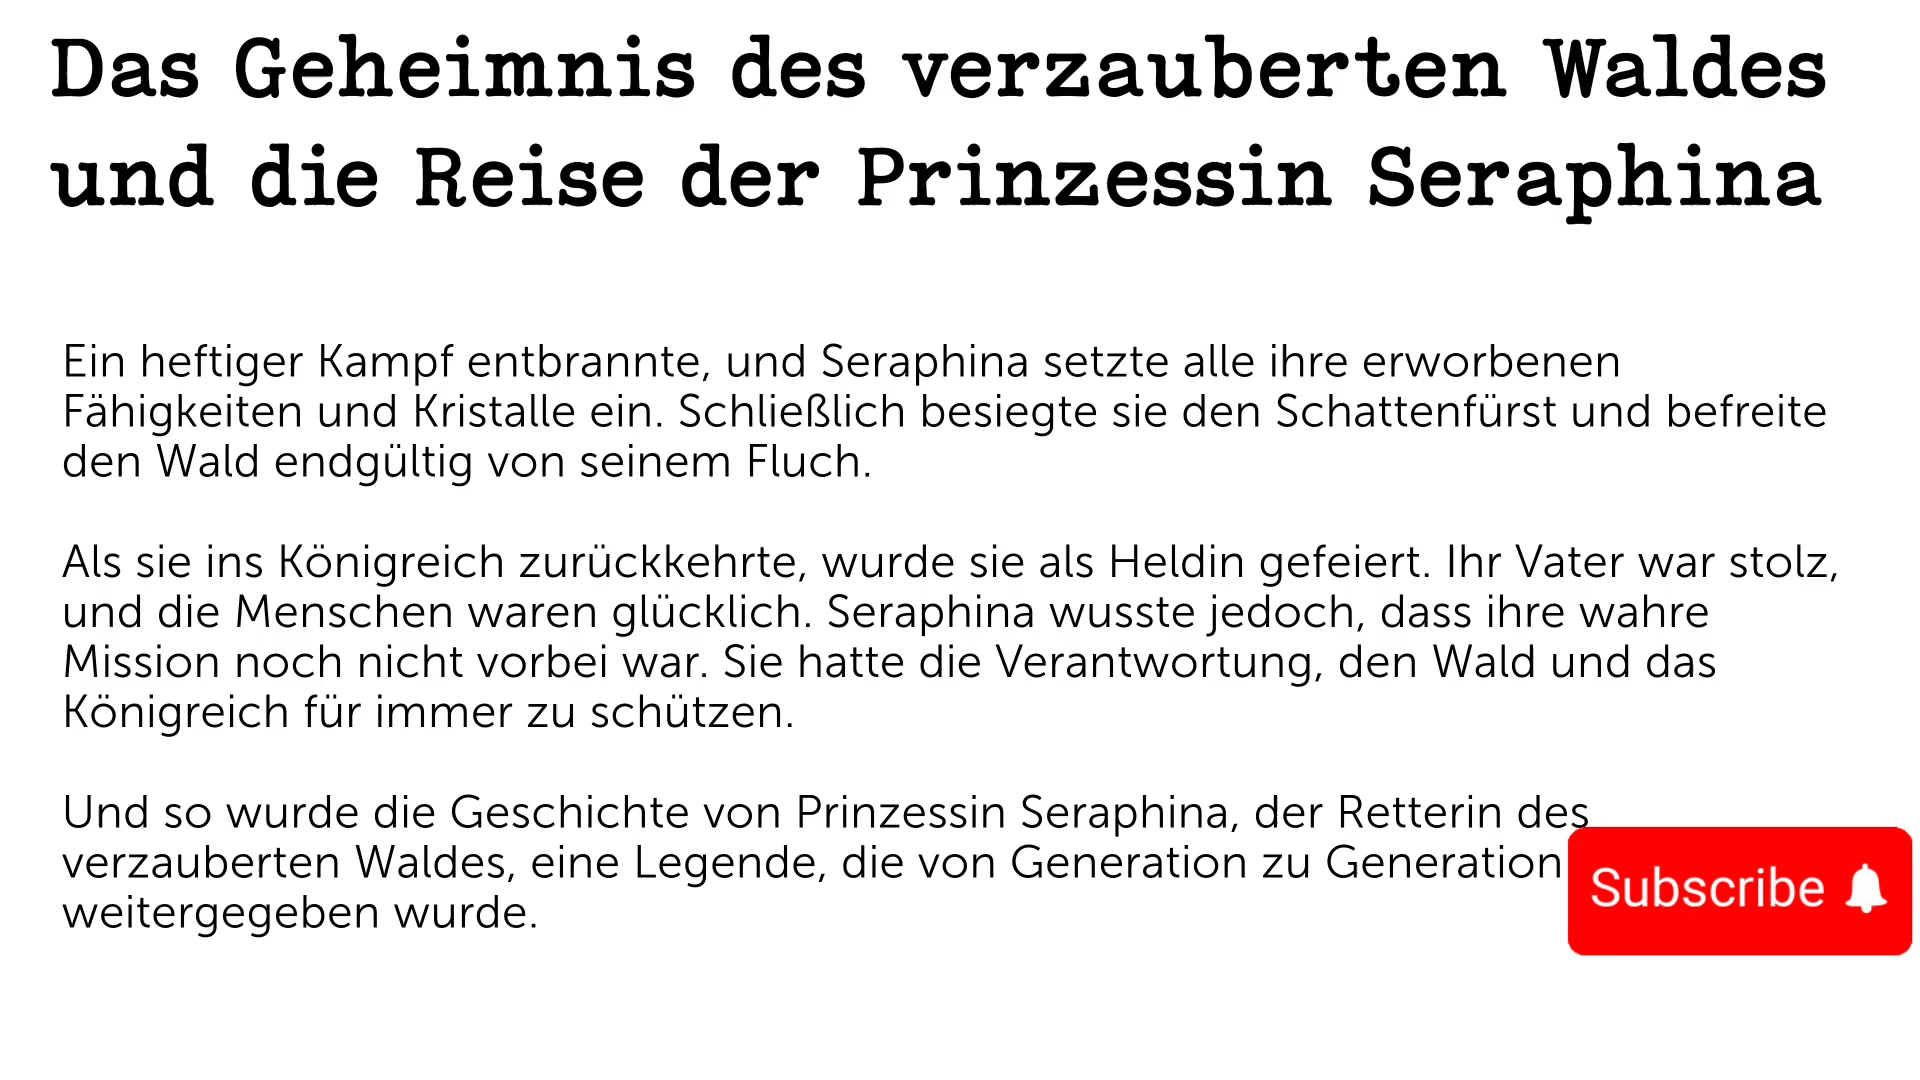 Das Geheimnis des verzauberten Waldes
und die Reise der Prinzessin Seraphina
Ein heftiger Kampf entbrannte, und Seraphina setzte alle ihre erworbenen
Fähigkeiten und Kristalle ein. Schließlich besiegte sie den Schattenfürst und befreite
den Wald endgültig von seinem Fluch.
Als sie ins Königreich zurückkehrte, wurde sie als Heldin gefeiert. Ihr Vater war stolz,
und die Menschen waren glücklich. Seraphina wusste jedoch, dass ihre wahre
Mission noch nicht vorbei war. Sie hatte die Verantwortung, den Wald und das
Königreich für immer zu schützen.
Und so wurde die Geschichte von Prinzessin Seraphina, der Retterin des
verzauberten Waldes, eine Legende, die von Generation zu Generation
weitergegeben wurde.
Subscribe